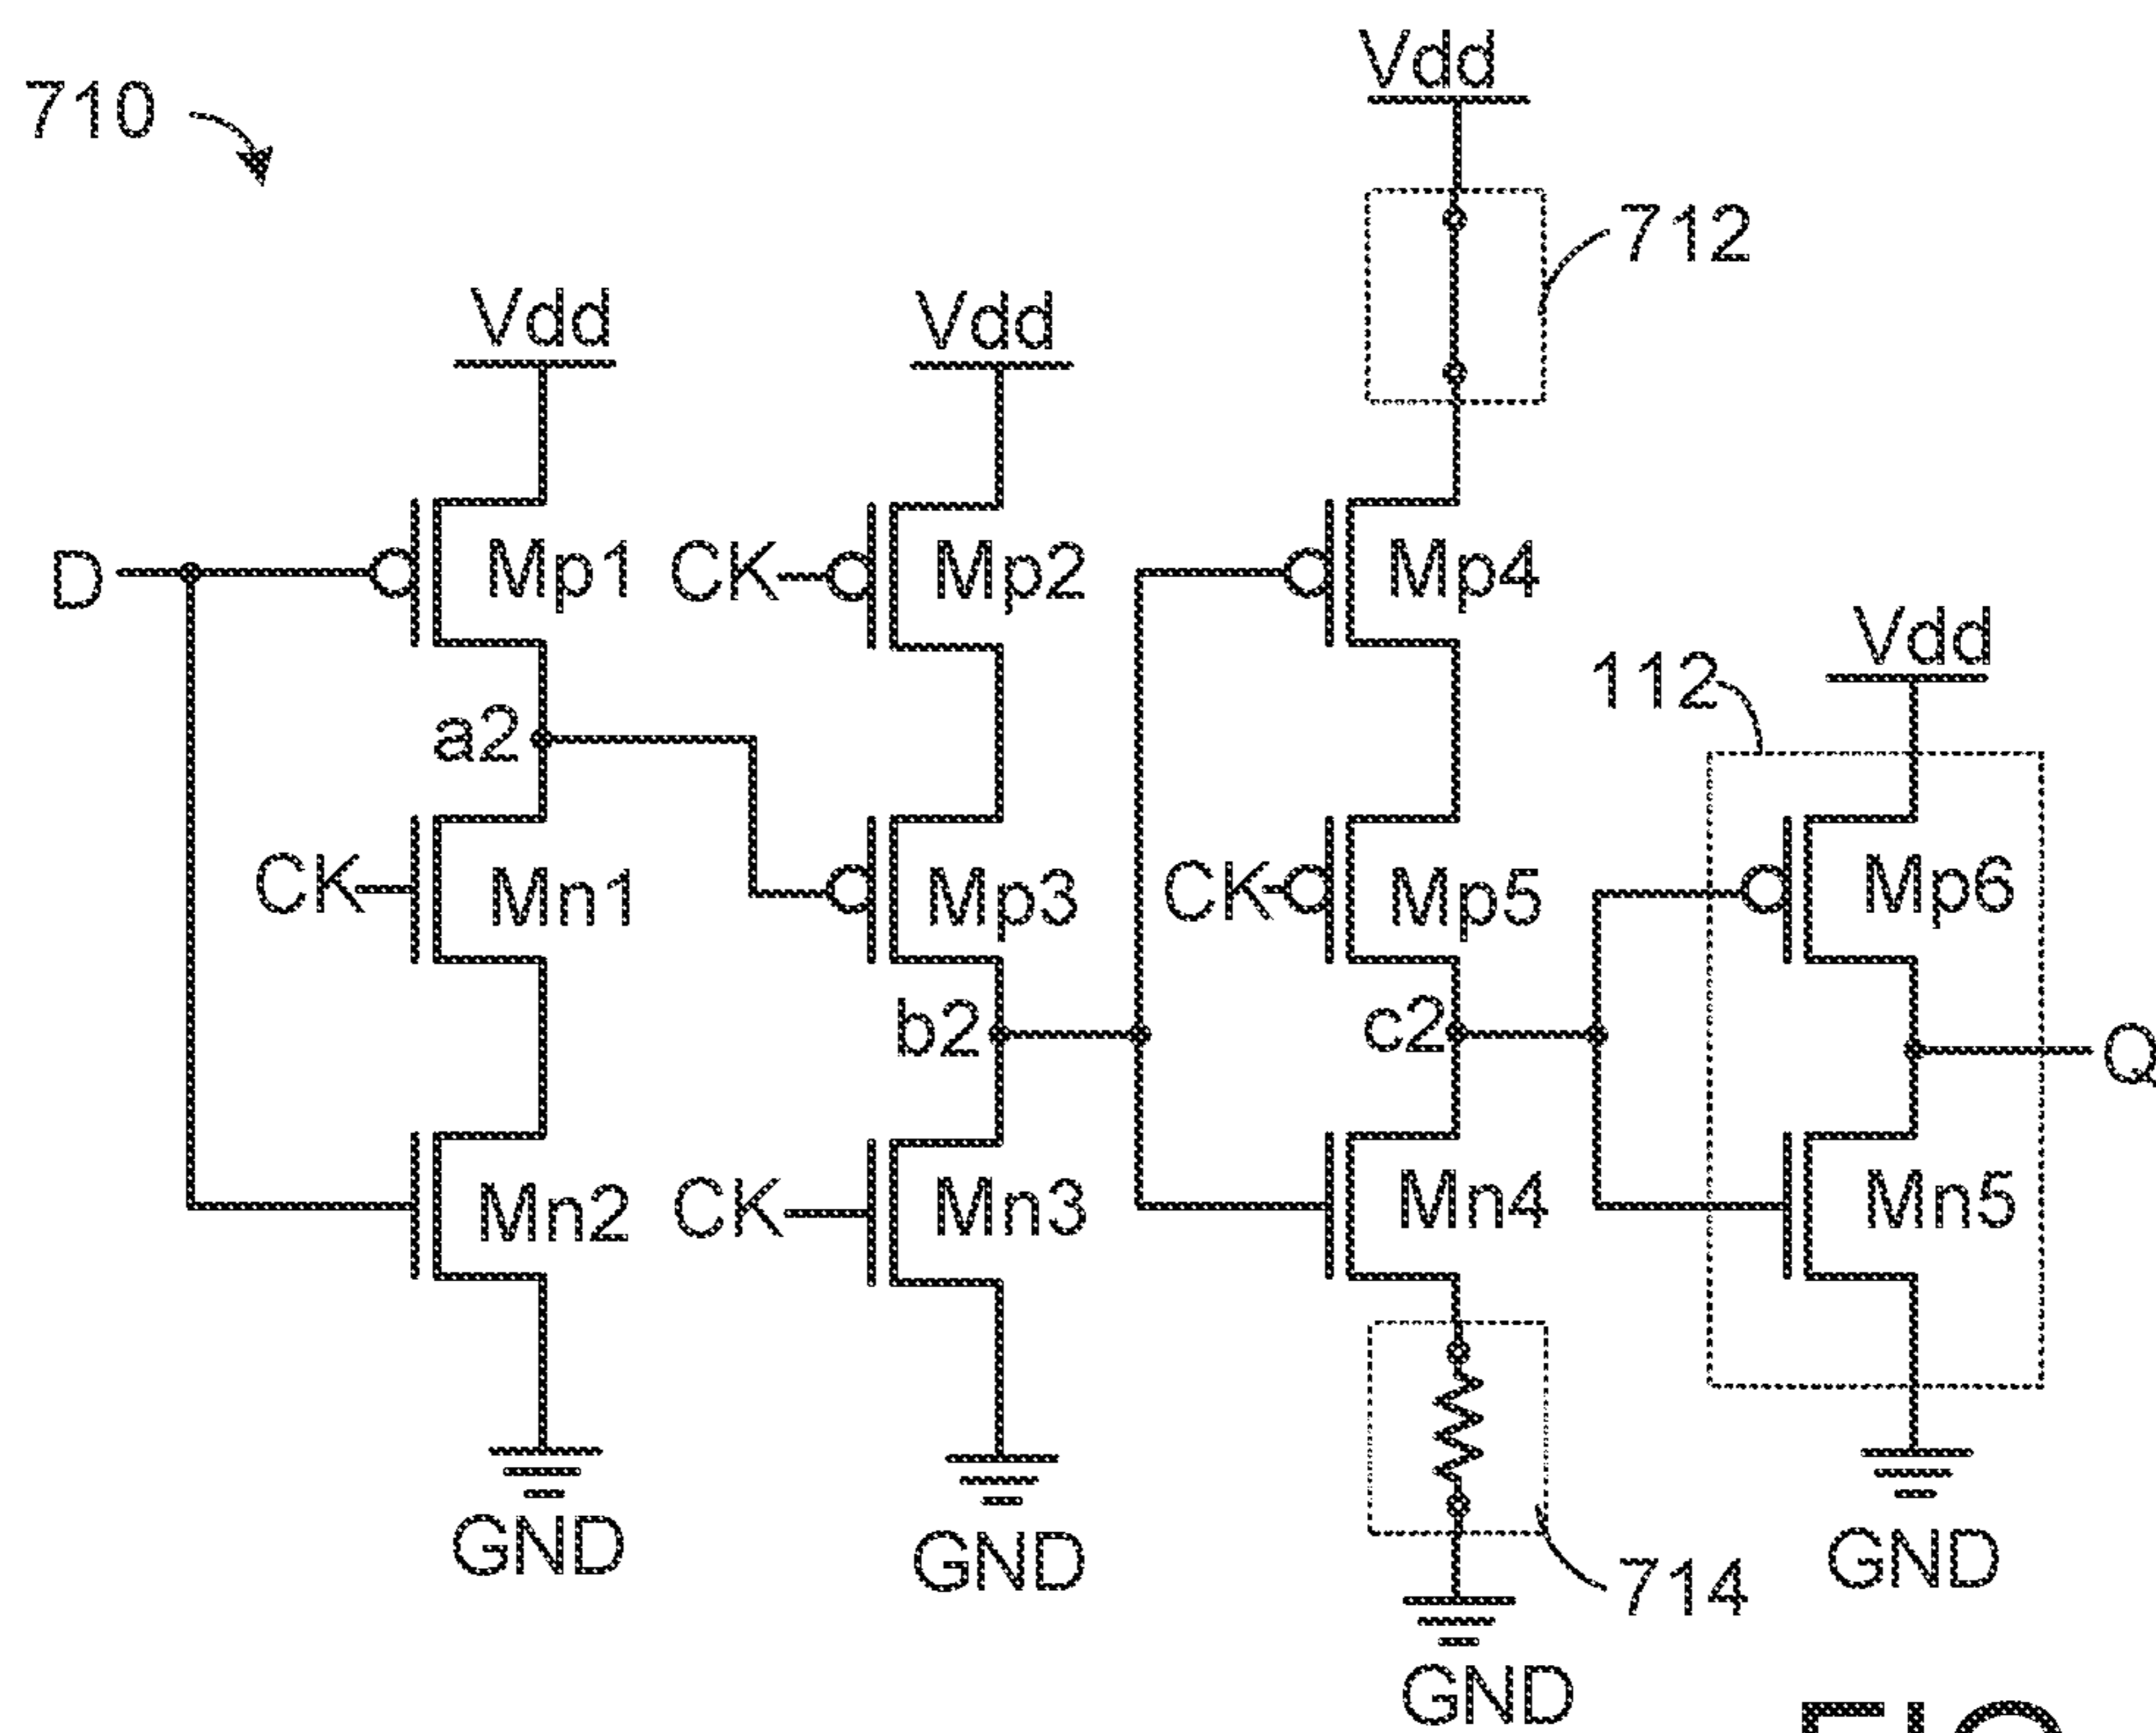 710
Vdd
712
Vdd
Vdd
D
Mp1
CK
Mp2
Mp4
112
Vdd
a2
CK
Mn1
Mp3
CK
Mp5
Mp6
b2
c2
Q
Mn2
CK
Mn3
Mn4
Mn5
GND
GND
714
GND
GND